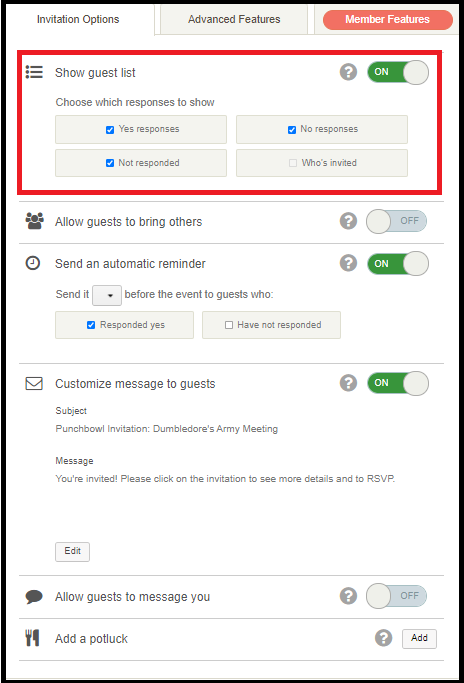 Invitation Options
Advanced Features
Member Features
Show guest list ? ON
Choose which responses to show
Yes responses
No responses
Not responded
Who's invited
Allow guests to bring others ? OFF
Send an automatic reminder ? ON
Send it before the event to guests who:
Responded yes
Have not responded
Customize message to guests ? ON
Subject
Punchbowl Invitation: Dumbledore's Army Meeting
Message
You're invited! Please click on the invitation to see more details and to RSVP.
Edit
Allow guests to message you ? OFF
Add a potluck ? Add